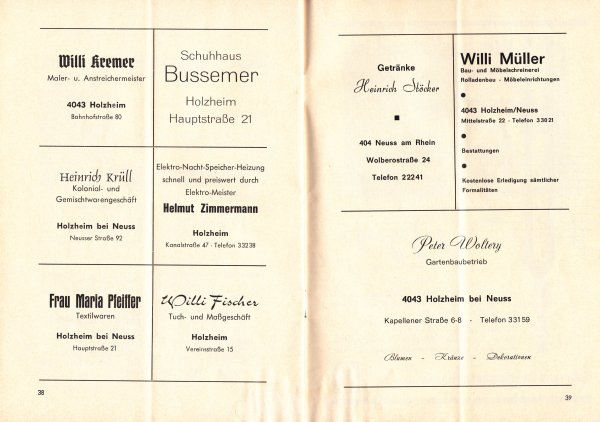 Willi Kremer
Maler- u. Anstreichermeister
4043 Holzheim
Bahnhofstraße 80
Schuhhaus
Bussemer
Holzheim
Hauptstraße 21
Heinrich Krüll
Kolonial- und
Gemischtwarengeschäft
Holzheim bei Neuss
Neusser Straße 92
Elektro-Nacht-Speicher-Heizung
schnell und preiswert durch
Elektro-Meister
Helmut Zimmermann
Holzheim
Kanalstraße 47 · Telefon 33238
Frau Maria Pfeiffer
Textilwaren
Holzheim bei Neuss
Hauptstraße 21
Willi Fischer
Tuch- und Maßgeschäft
Holzheim
Vereinsstraße 15
38
Getränke
Heinrich Stöcker
404 Neuss am Rhein
Wolberostraße 24
Telefon 22241
Willi Müller
Bau- und Möbelschreinerei
Rolladenbau · Möbeleinrichtungen
4043 Holzheim/Neuss
Mittelstraße 22 · Telefon 33021
Bestattungen
Kostenlose Erledigung sämtlicher
Formalitäten
Peter Woltery
Gartenbaubetrieb
4043 Holzheim bei Neuss
Kapellener Straße 6-8 · Telefon 33159
Blumen - Kränze - Dekorationen
39